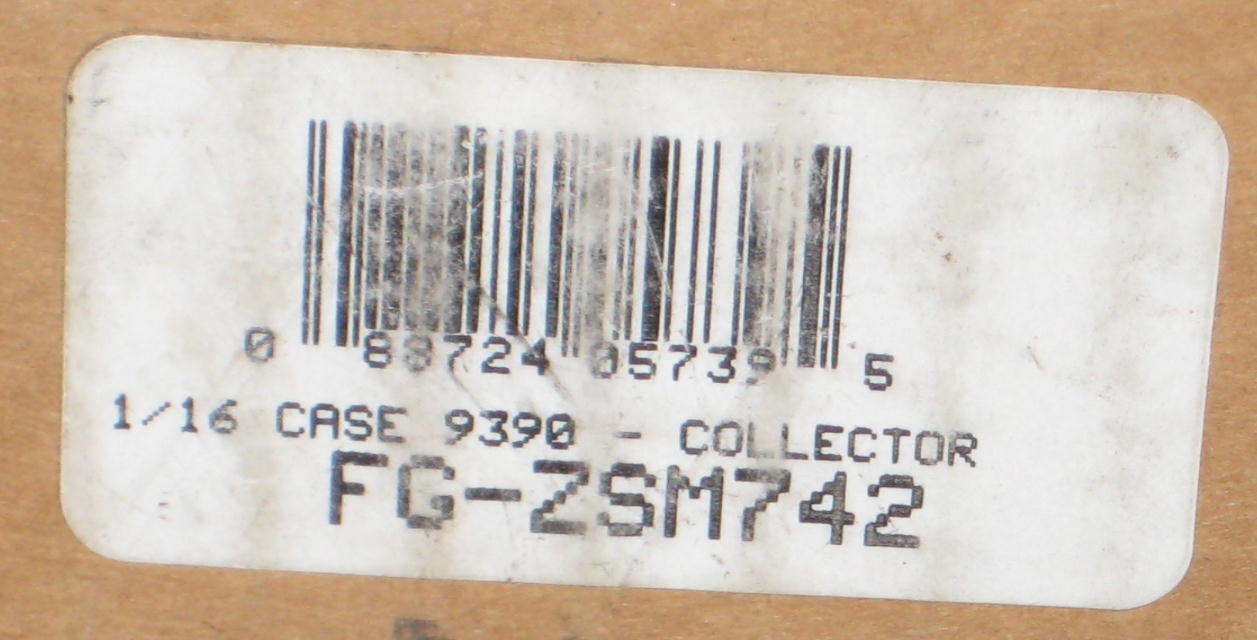 0 88724 05739 5
1/16 CASE 9390 - COLLECTOR
FG-ZSM742